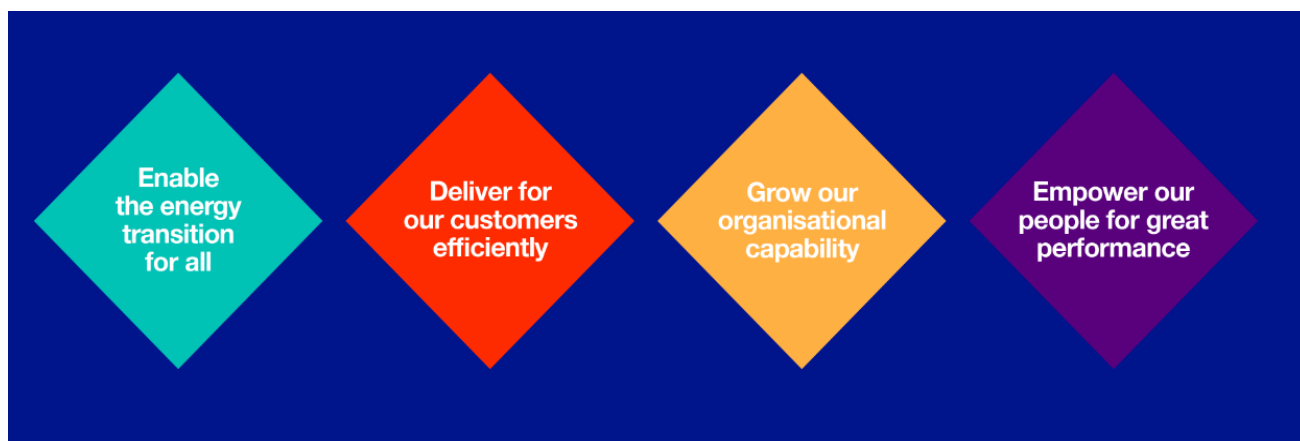 Enable
the energy
transition
for all
Deliver for
our customers
efficiently
Grow our
organisational
capability
Empower our
people for great
performance